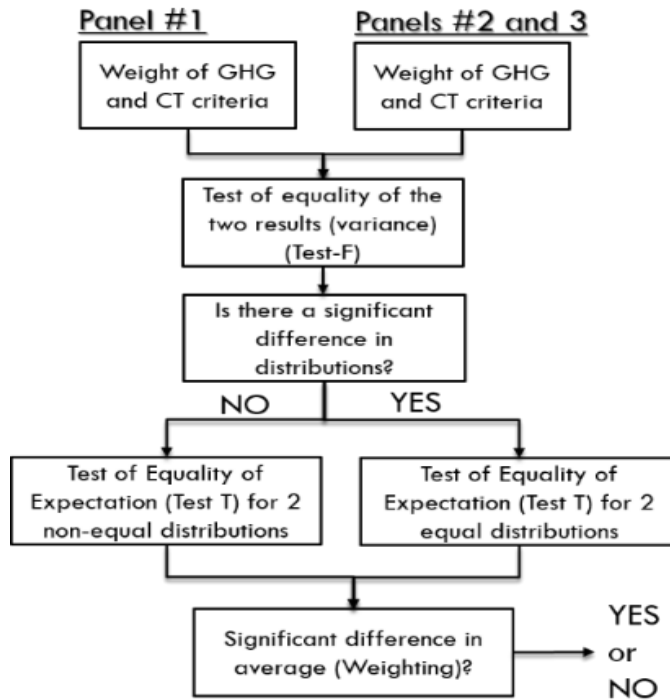 Panel #1
Panels #2 and 3
Weight of GHG
and CT criteria
Weight of GHG
and CT criteria
Test of equality of the
two results (variance)
(Test-F)
Is there a significant
difference in
distributions?
NO
YES
Test of Equality of
Expectation (Test T) for 2
non-equal distributions
Test of Equality of
Expectation (Test T) for 2
equal distributions
Significant difference in
average (Weighting)?
YES
or
NO